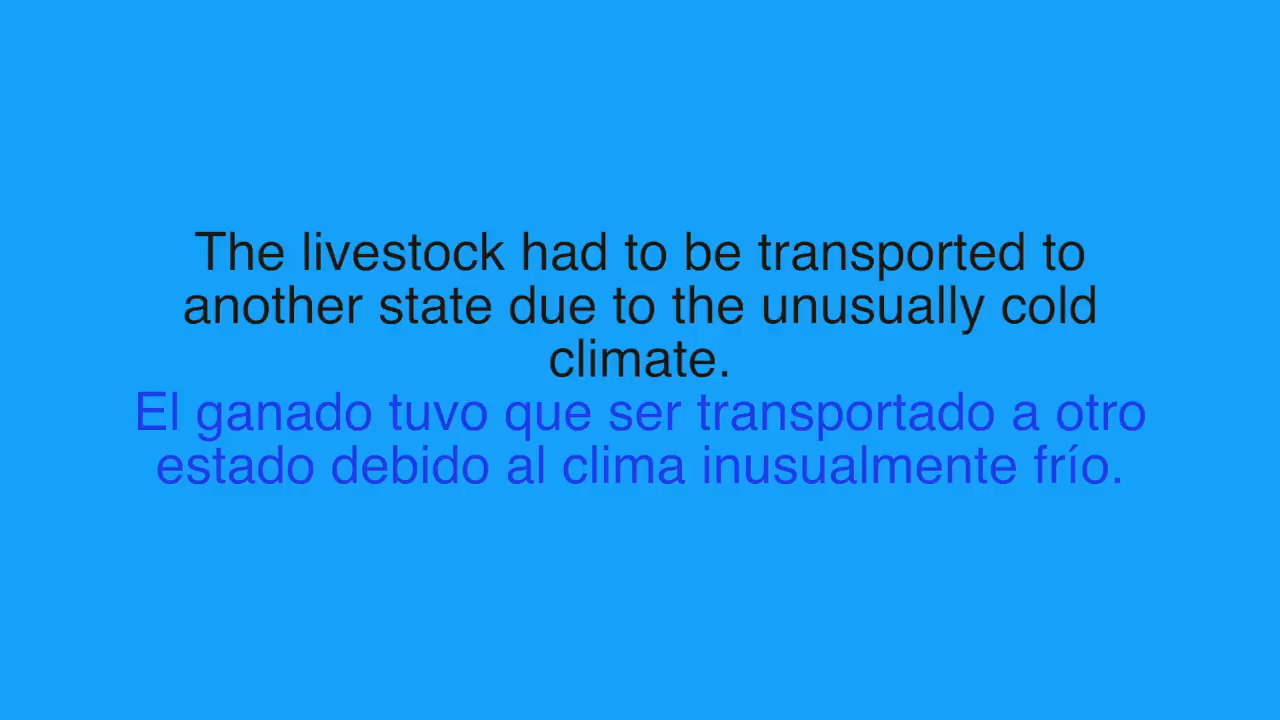 The livestock had to be transported to
another state due to the unusually cold
climate.
El ganado tuvo que ser transportado a otro
estado debido al clima inusualmente frío.